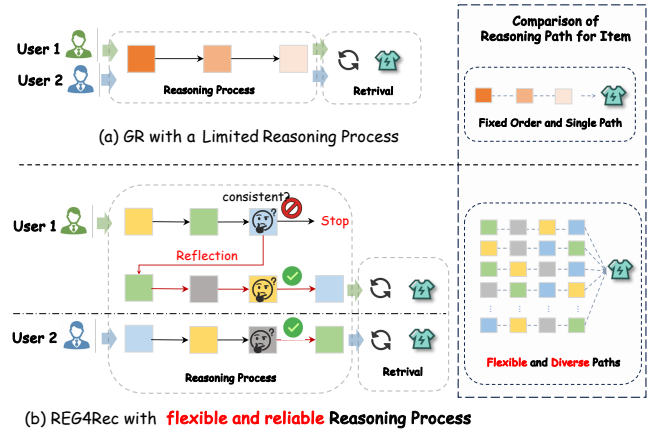 User 1
User 2
Reasoning Process
Retrival
(a) GR with a Limited Reasoning Process
Comparison of
Reasoning Path for Item
Fixed Order and Single Path
User 1
consistent?
?
Stop
Reflection
?
User 2
?
Reasoning Process
Retrival
Flexible and Diverse Paths
(b) REG4Rec with flexible and reliable Reasoning Process